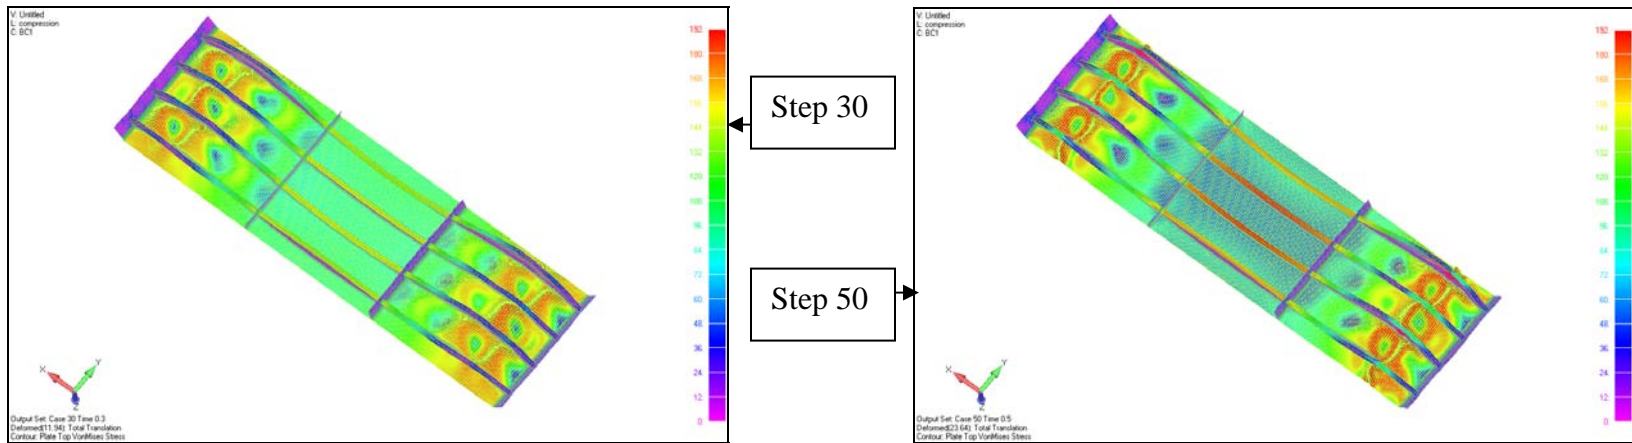 V: Untitled
L: compression
C: BC1
192
180
168
156
144
132
120
108
96
84
72
60
48
36
24
12
0
X
Y
Z
Output Set: Case 30 Time 0.3
Deformed(11.94): Total Translation
Contour: Plate Top VonMises Stress
Step 30
Step 50
V: Untitled
L: compression
C: BC1
192
180
168
156
144
132
120
108
96
84
72
60
48
36
24
12
0
X
Y
Z
Output Set: Case 50 Time 0.5
Deformed(23.64): Total Translation
Contour: Plate Top VonMises Stress